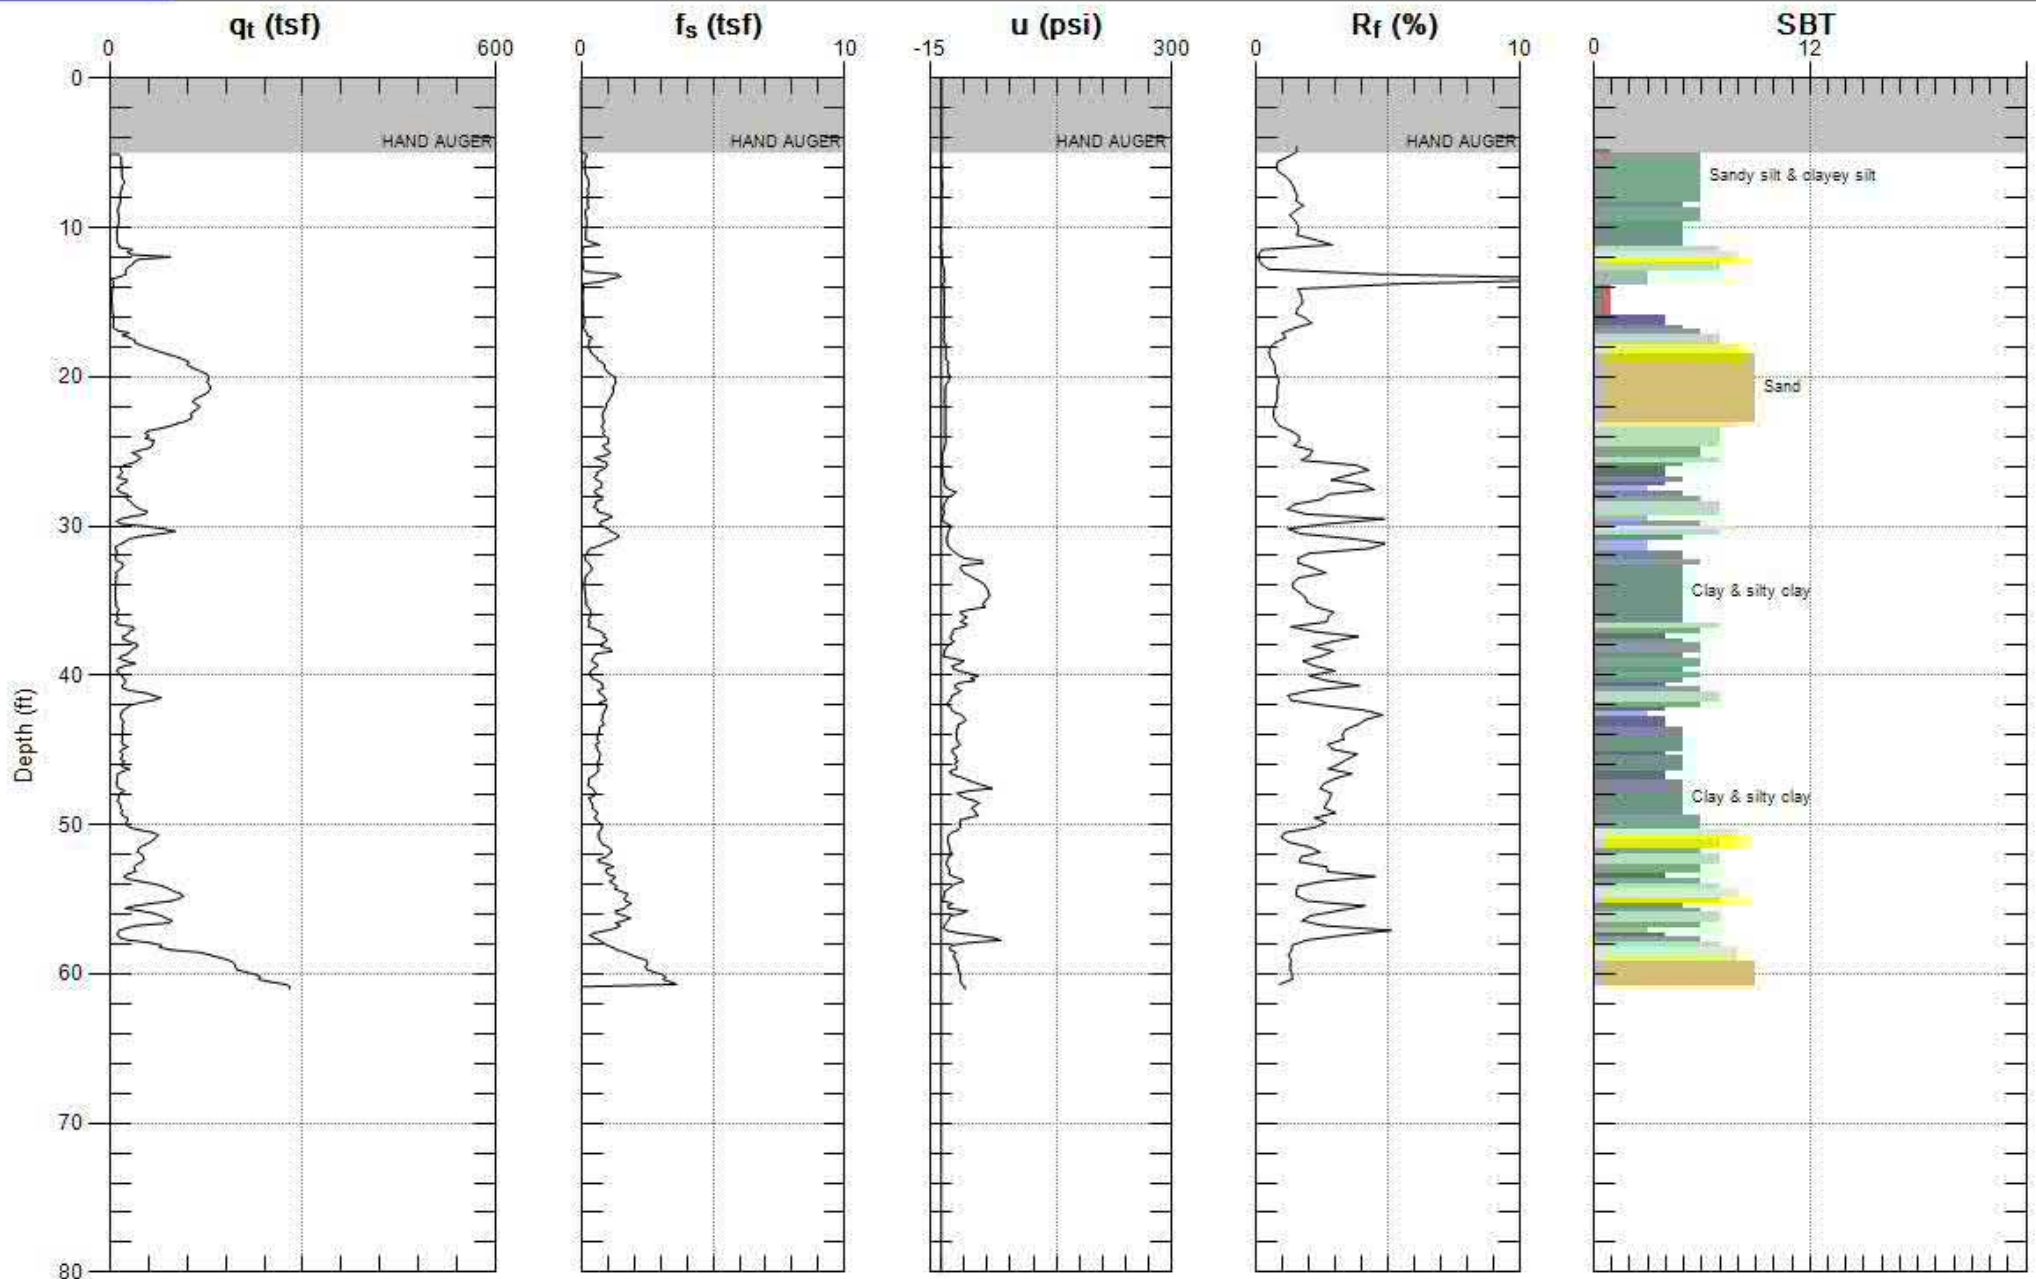 qt (tsf)
fs (tsf)
u (psi)
Rf (%)
SBT
0 600
0 10
-15 300
0 10
0 12
0
HAND AUGER
HAND AUGER
HAND AUGER
HAND AUGER
Sandy silt & clayey silt
10
20
Sand
30
Clay & silty clay
40
Depth (ft)
Clay & silty clay
50
60
70
80